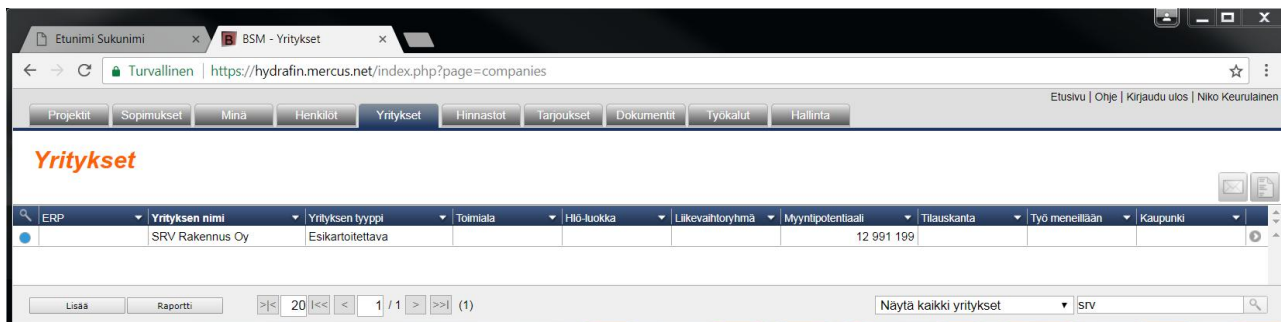 Etunimi Sukunimi
BSM - Yritykset
Turvallinen | https://hydrafin.mercus.net/index.php?page=companies
Etusivu | Ohje | Kirjaudu ulos | Niko Keurulainen
Projektit Sopimukset Minä Henkilöt Yritykset Hinnastot Tarjoukset Dokumentit Työkalut Hallinta
Yritykset
ERP Yrityksen nimi Yrityksen tyyppi Toimiala Hlö-luokka Liikevaihtoryhmä Myyntipotentiaali Tilauskanta Työ meneillään Kaupunki
SRV Rakennus Oy Esikartoitettava 12 991 199
Lisää Raportti >|< 20 |<< < 1 / 1 > >>| (1) Näytä kaikki yritykset srv